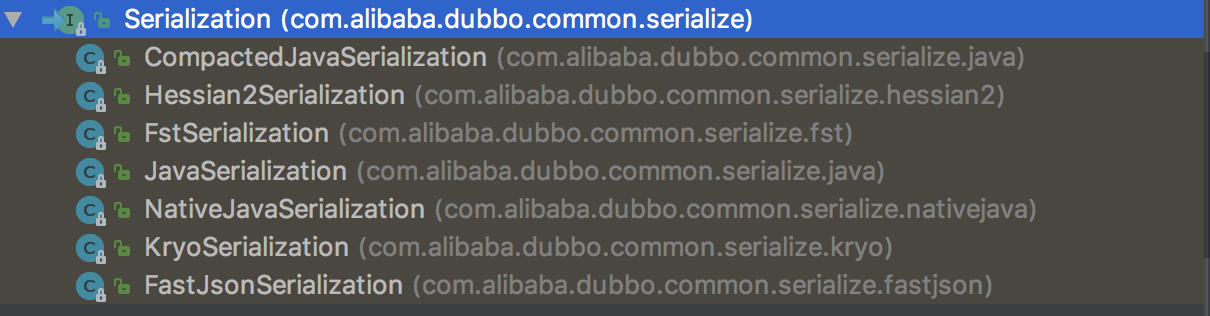 Serialization (com.alibaba.dubbo.common.serialize)
CompactedJavaSerialization (com.alibaba.dubbo.common.serialize.java)
Hessian2Serialization (com.alibaba.dubbo.common.serialize.hessian2)
FstSerialization (com.alibaba.dubbo.common.serialize.fst)
JavaSerialization (com.alibaba.dubbo.common.serialize.java)
NativeJavaSerialization (com.alibaba.dubbo.common.serialize.nativejava)
KryoSerialization (com.alibaba.dubbo.common.serialize.kryo)
FastJsonSerialization (com.alibaba.dubbo.common.serialize.fastjson)